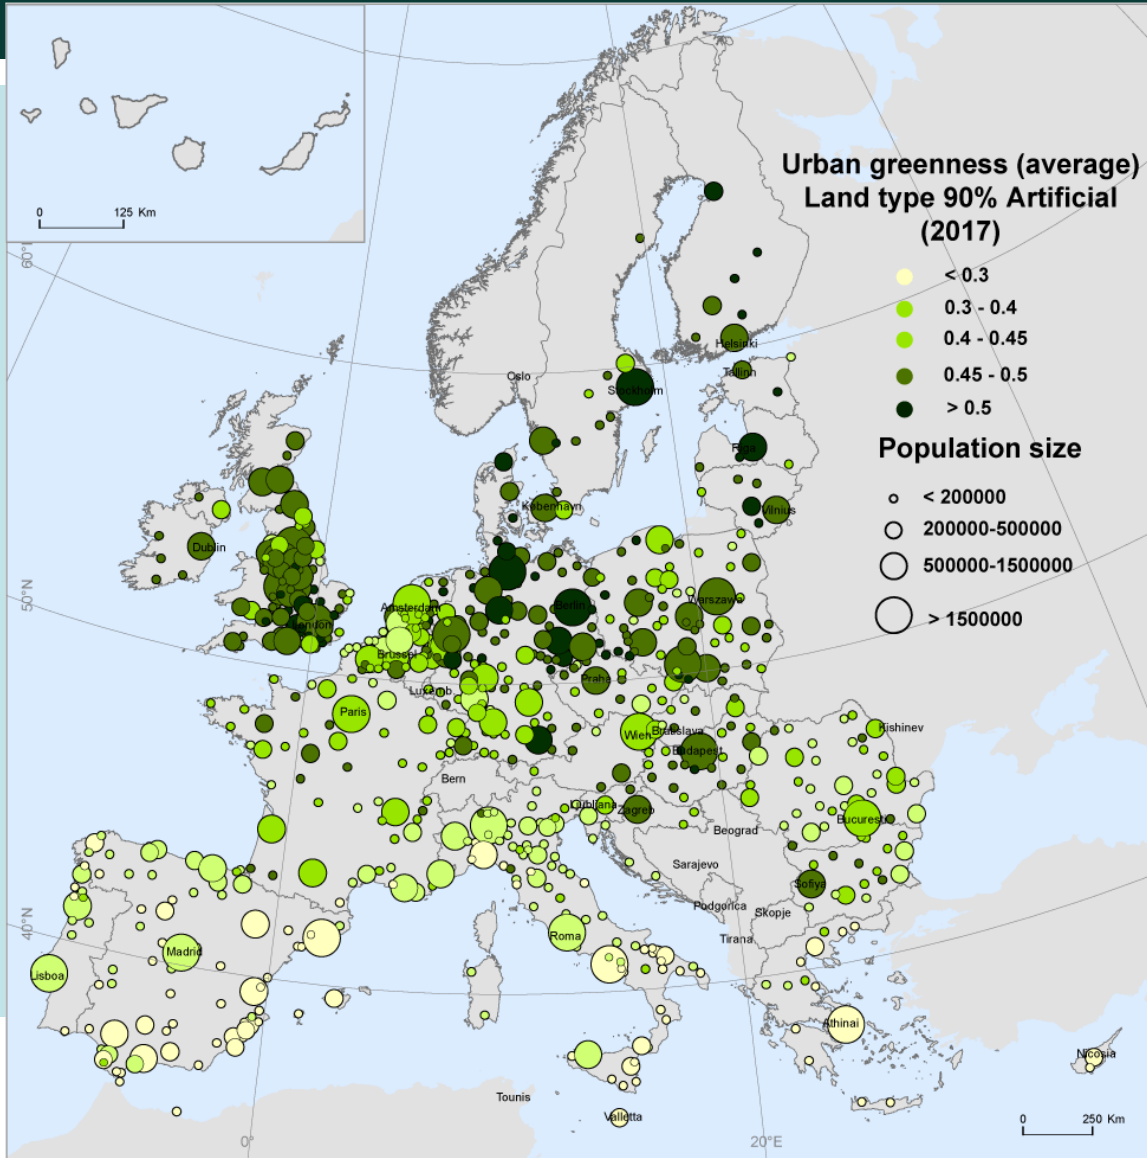 0 125 Km
60°
Urban greenness (average)
Land type 90% Artificial
(2017)
< 0.3
0.3 - 0.4
0.4 - 0.45
0.45 - 0.5
> 0.5
Population size
< 200000
200000-500000
500000-1500000
> 1500000
Helsinki
Tallinn
Oslo
Stockholm
Riga
København
Vilnius
Dublin
50°N
Amsterdam
Berlin
Warszawa
London
Brussel
Praha
Luxemb
Paris
Wien
Bratislava
Kishinev
Budapest
Bern
Ljubljana
Zagreb
Bucuresti
Beograd
Sarajevo
Sofiya
Podgorica
Skopje
40°N
Roma
Tirana
Madrid
Lisboa
Athinai
Nicosia
Tounis
Valletta
0 250 Km
0°
20°E